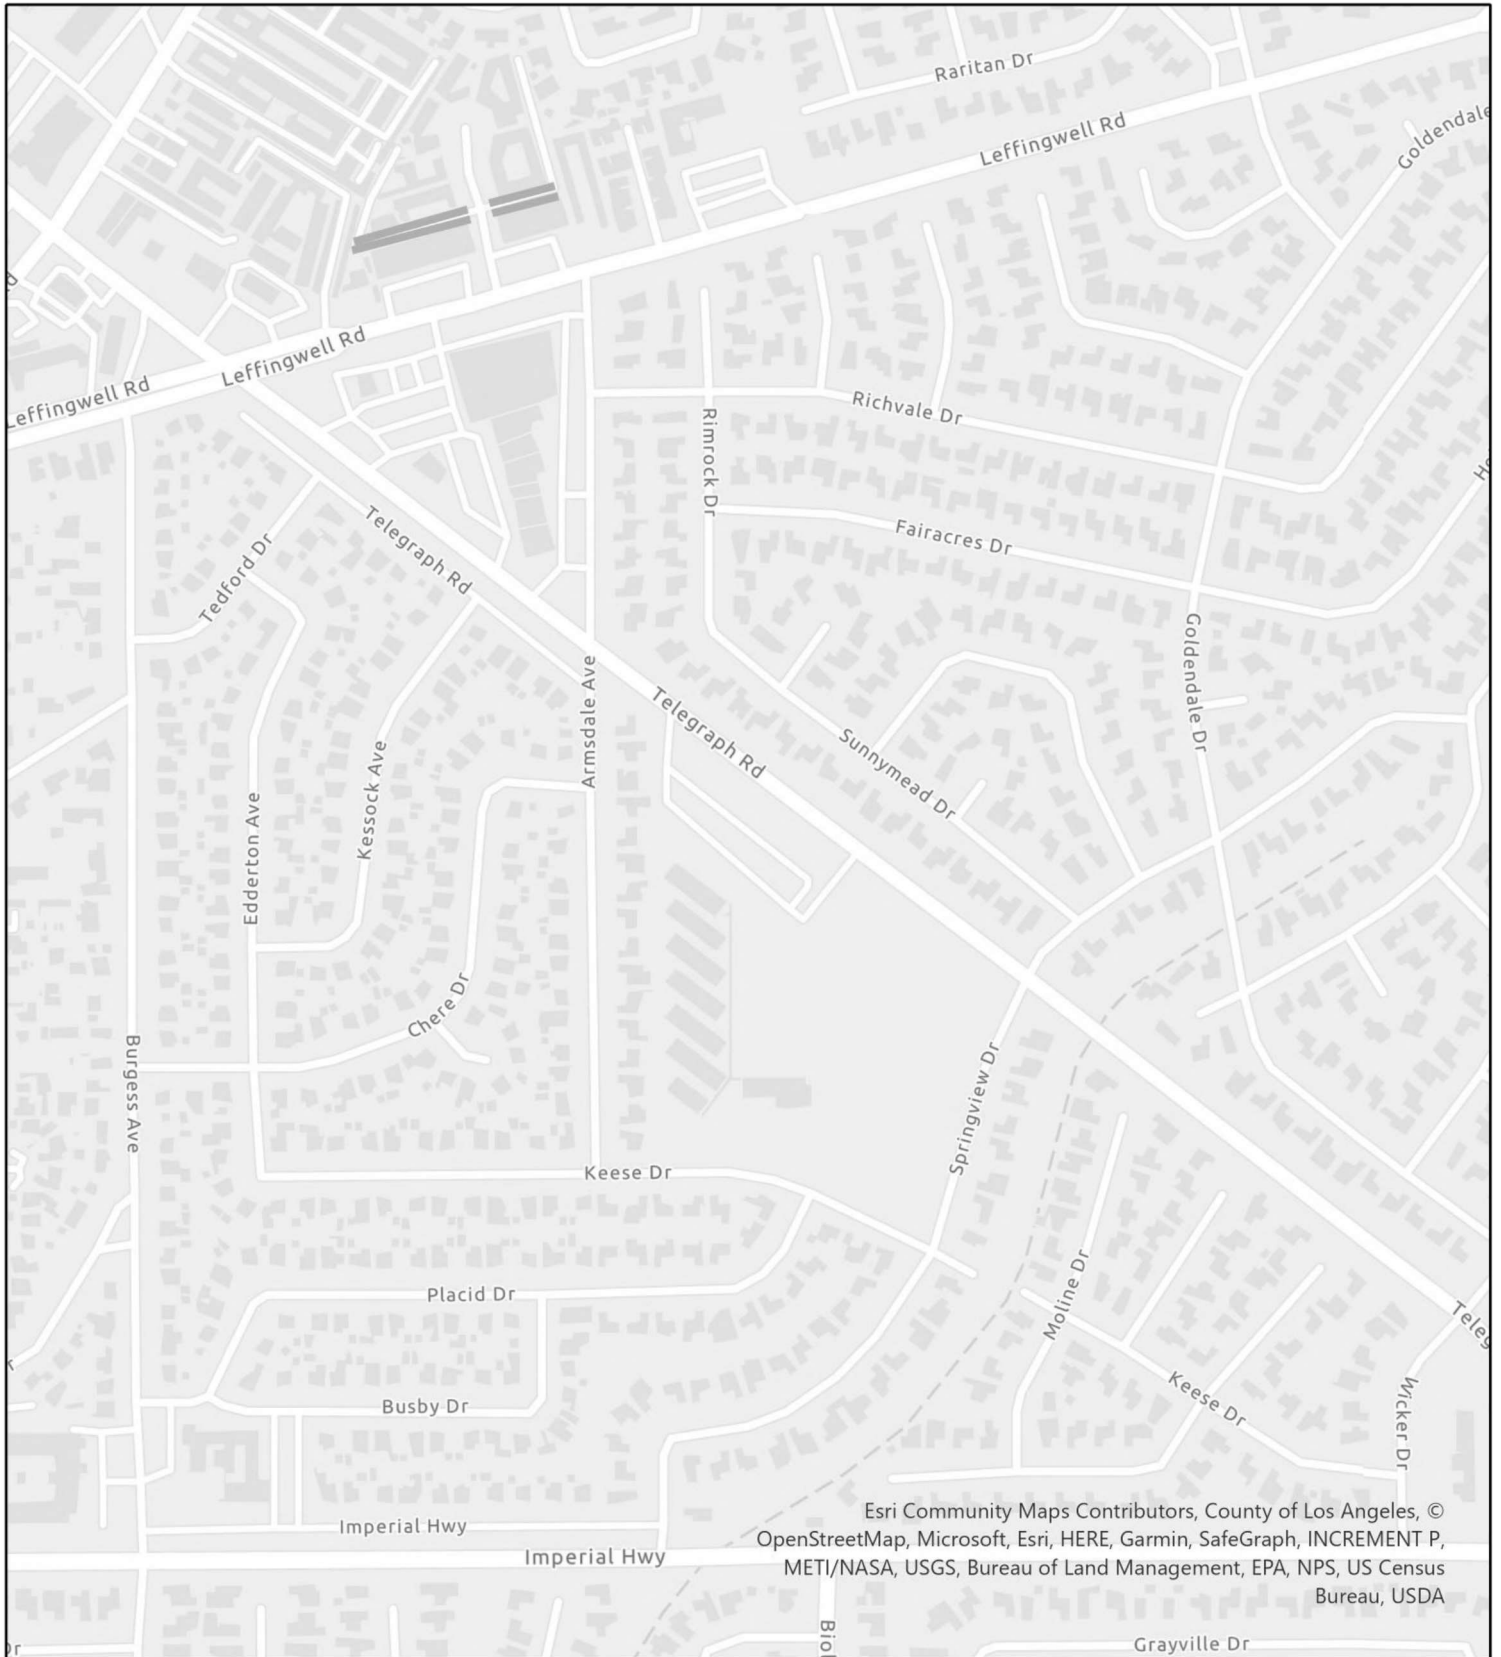 Raritan Dr
Leffingwell Rd
Goldendale
Leffingwell Rd
Leffingwell Rd
Richvale Dr
Rimrock Dr
Fairacres Dr
Telegraph Rd
Tedford Dr
Goldendale Dr
Armsdale Ave
Telegraph Rd
Sunnymead Dr
Kessock Ave
Edderton Ave
Chere Dr
Burgess Ave
Springview Dr
Keese Dr
Placid Dr
Moline Dr
Teleg
Keese Dr
Wicker Dr
Busby Dr
Imperial Hwy
Imperial Hwy
Esri Community Maps Contributors, County of Los Angeles, ©
OpenStreetMap, Microsoft, Esri, HERE, Garmin, SafeGraph, INCREMENT P,
METI/NASA, USGS, Bureau of Land Management, EPA, NPS, US Census
Bureau, USDA
Grayville Dr